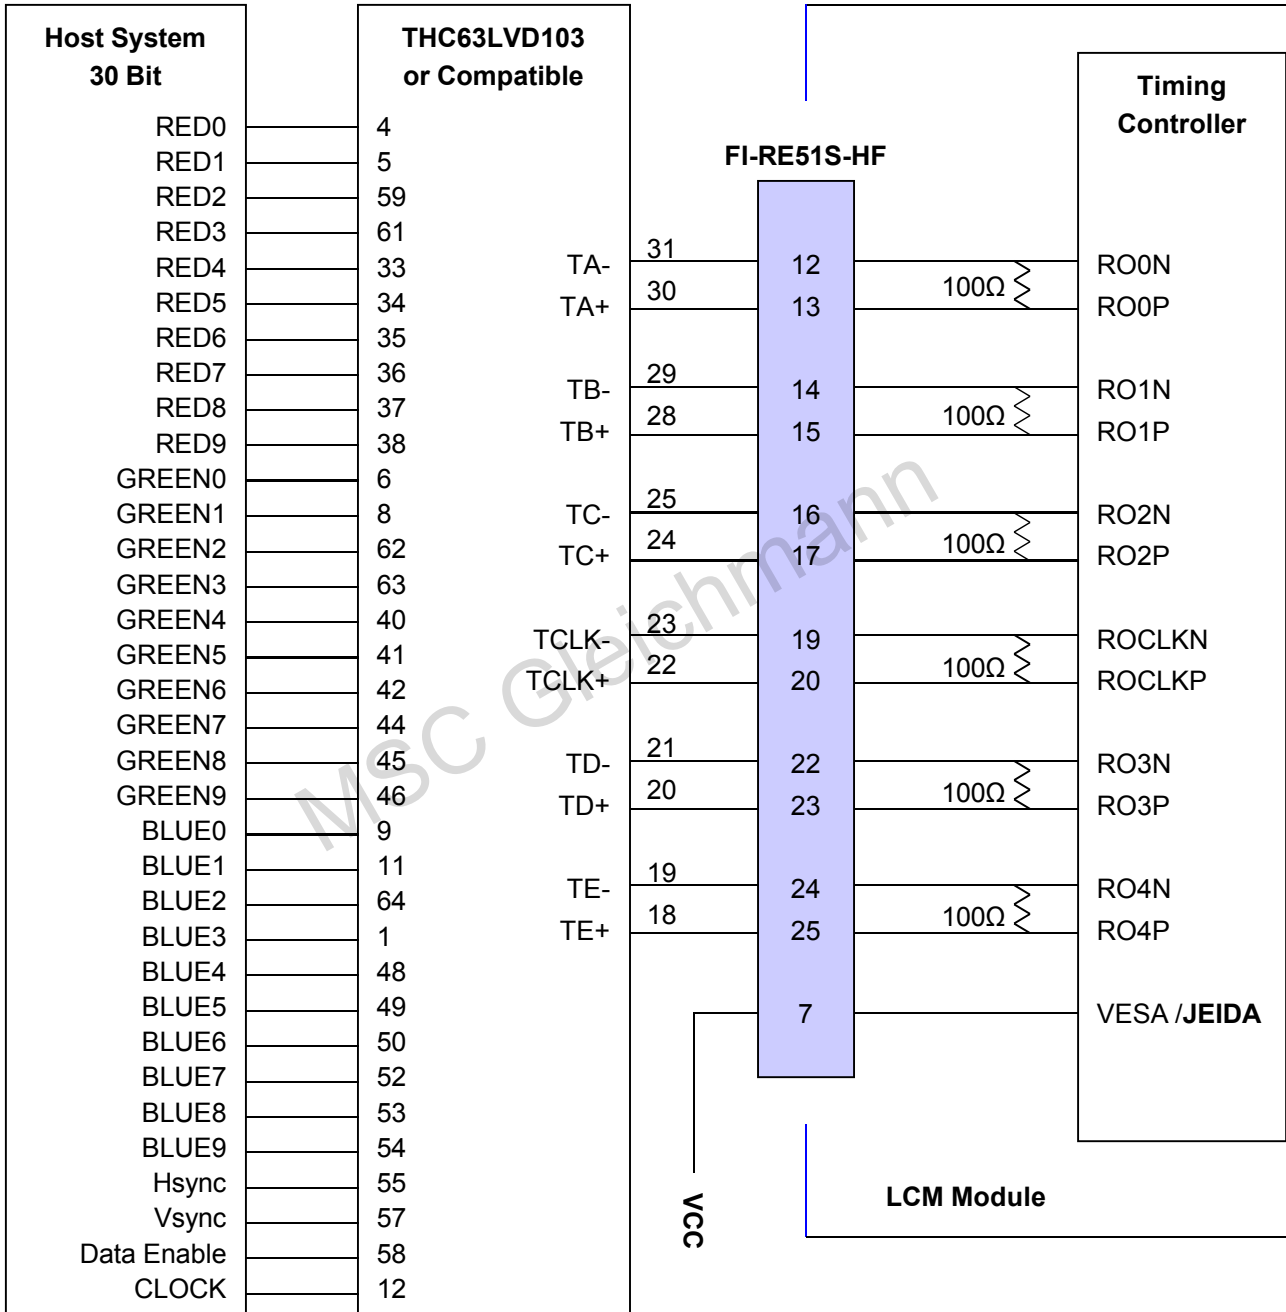 Host System
30 Bit
RED0 4
RED1 5
RED2 59
RED3 61
RED4 33
RED5 34
RED6 35
RED7 36
RED8 37
RED9 38
GREEN0 6
GREEN1 8
GREEN2 62
GREEN3 63
GREEN4 40
GREEN5 41
GREEN6 42
GREEN7 44
GREEN8 45
GREEN9 46
BLUE0 9
BLUE1 11
BLUE2 64
BLUE3 1
BLUE4 48
BLUE5 49
BLUE6 50
BLUE7 52
BLUE8 53
BLUE9 54
Hsync 55
Vsync 57
Data Enable 58
CLOCK 12
THC63LVD103
or Compatible
FI-RE51S-HF
Timing
Controller
TA- 31 12 RO0N
100Ω
TA+ 30 13 RO0P
TB- 29 14 RO1N
100Ω
TB+ 28 15 RO1P
TC- 25 16 RO2N
100Ω
TC+ 24 17 RO2P
TCLK- 23 19 ROCLKN
100Ω
TCLK+ 22 20 ROCLKP
TD- 21 22 RO3N
100Ω
TD+ 20 23 RO3P
TE- 19 24 RO4N
100Ω
TE+ 18 25 RO4P
7 VESA /JEIDA
VCC
LCM Module
MSC Gleichmann